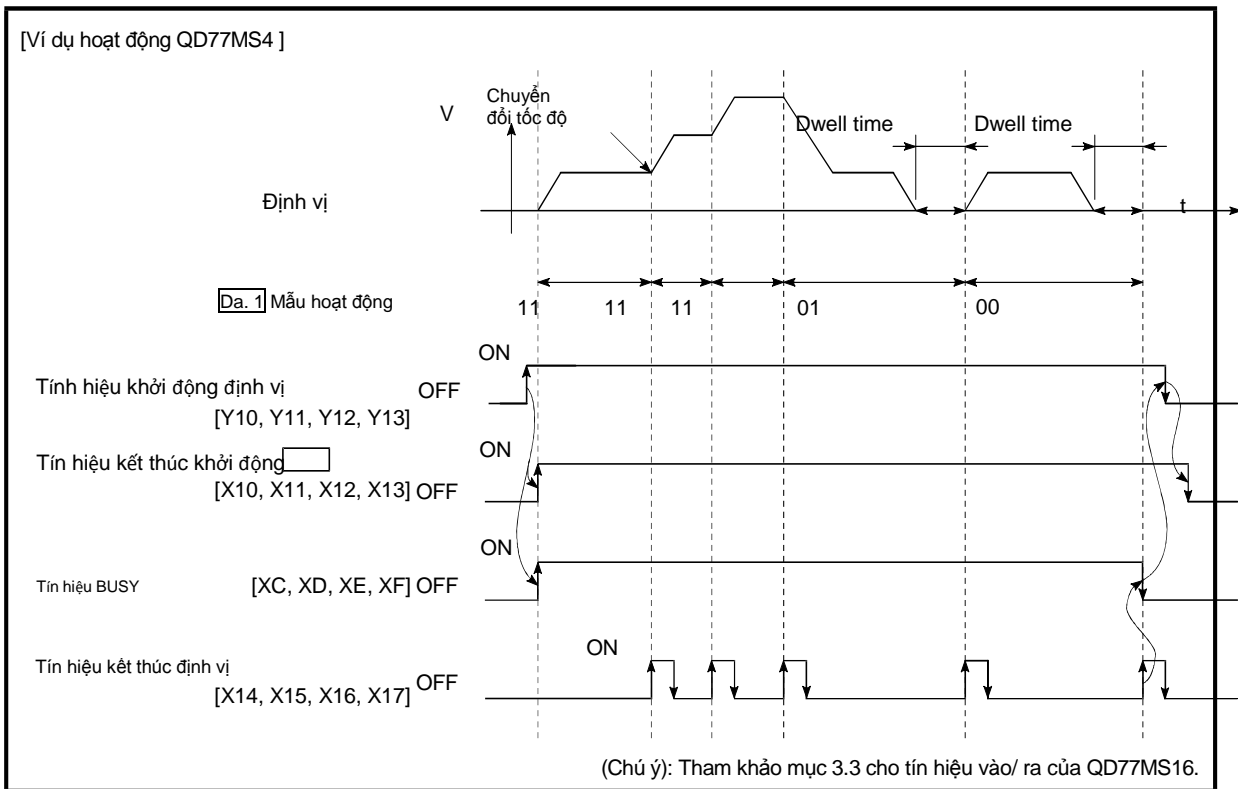 [Ví dụ hoạt động QD77MS4 ]
V
Chuyển
đổi tốc độ
Dwell time
Dwell time
Định vị
t
Da. 1 Mẫu hoạt động
11
11
11
01
00
ON
Tính hiệu khởi động định vị
OFF
[Y10, Y11, Y12, Y13]
ON
Tín hiệu kết thúc khởi động
[X10, X11, X12, X13] OFF
ON
Tín hiệu BUSY [XC, XD, XE, XF] OFF
ON
Tín hiệu kết thúc định vị
OFF
[X14, X15, X16, X17]
(Chú ý): Tham khảo mục 3.3 cho tín hiệu vào/ ra của QD77MS16.